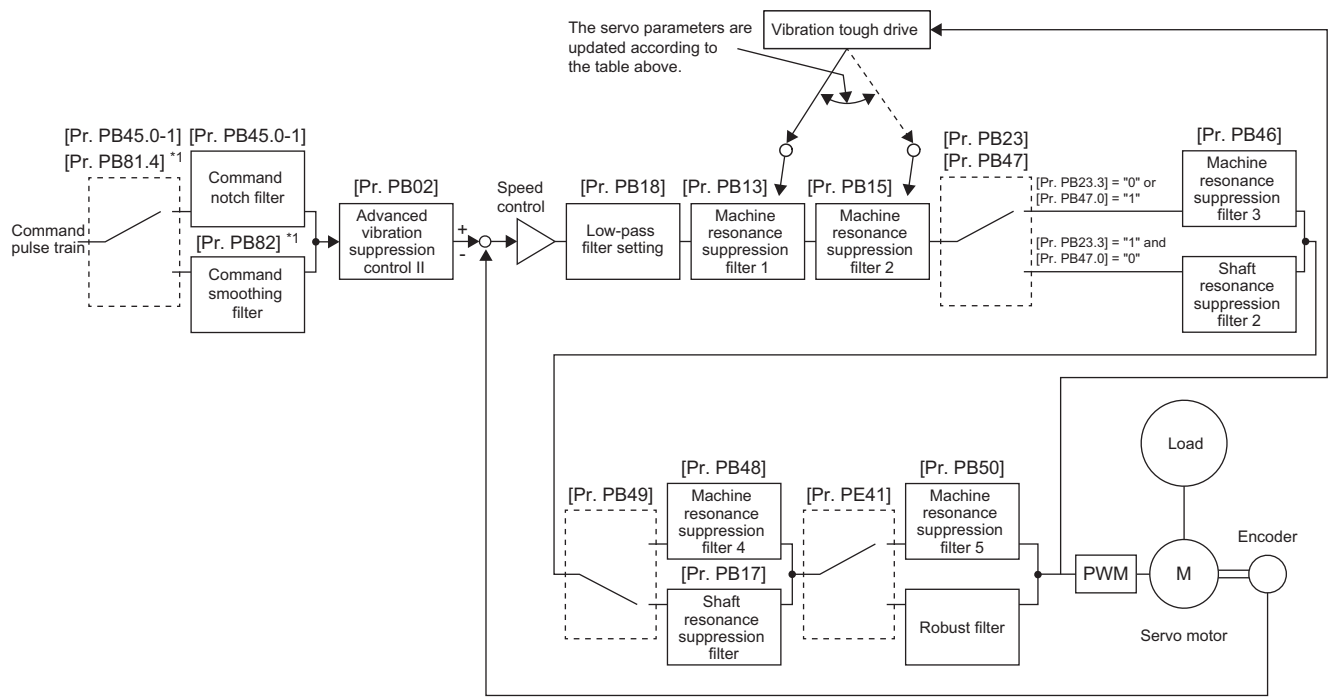 The servo parameters are
updated according to
the table above.
Vibration tough drive
[Pr. PB45.0-1]
[Pr. PB81.4] *1
[Pr. PB45.0-1]
Command
notch filter
Command
pulse train
[Pr. PB82] *1
Command
smoothing
filter
[Pr. PB02]
Advanced
vibration
suppression
control II
+
-
Speed
control
[Pr. PB18]
Low-pass
filter setting
[Pr. PB13]
Machine
resonance
suppression
filter 1
[Pr. PB15]
Machine
resonance
suppression
filter 2
[Pr. PB23]
[Pr. PB47]
[Pr. PB23.3] = "0" or
[Pr. PB47.0] = "1"
[Pr. PB23.3] = "1" and
[Pr. PB47.0] = "0"
[Pr. PB46]
Machine
resonance
suppression
filter 3
Shaft
resonance
suppression
filter 2
[Pr. PB49]
[Pr. PB48]
Machine
resonance
suppression
filter 4
[Pr. PB17]
Shaft
resonance
suppression
filter
[Pr. PE41]
[Pr. PB50]
Machine
resonance
suppression
filter 5
Robust filter
PWM
Load
M
Servo motor
Encoder